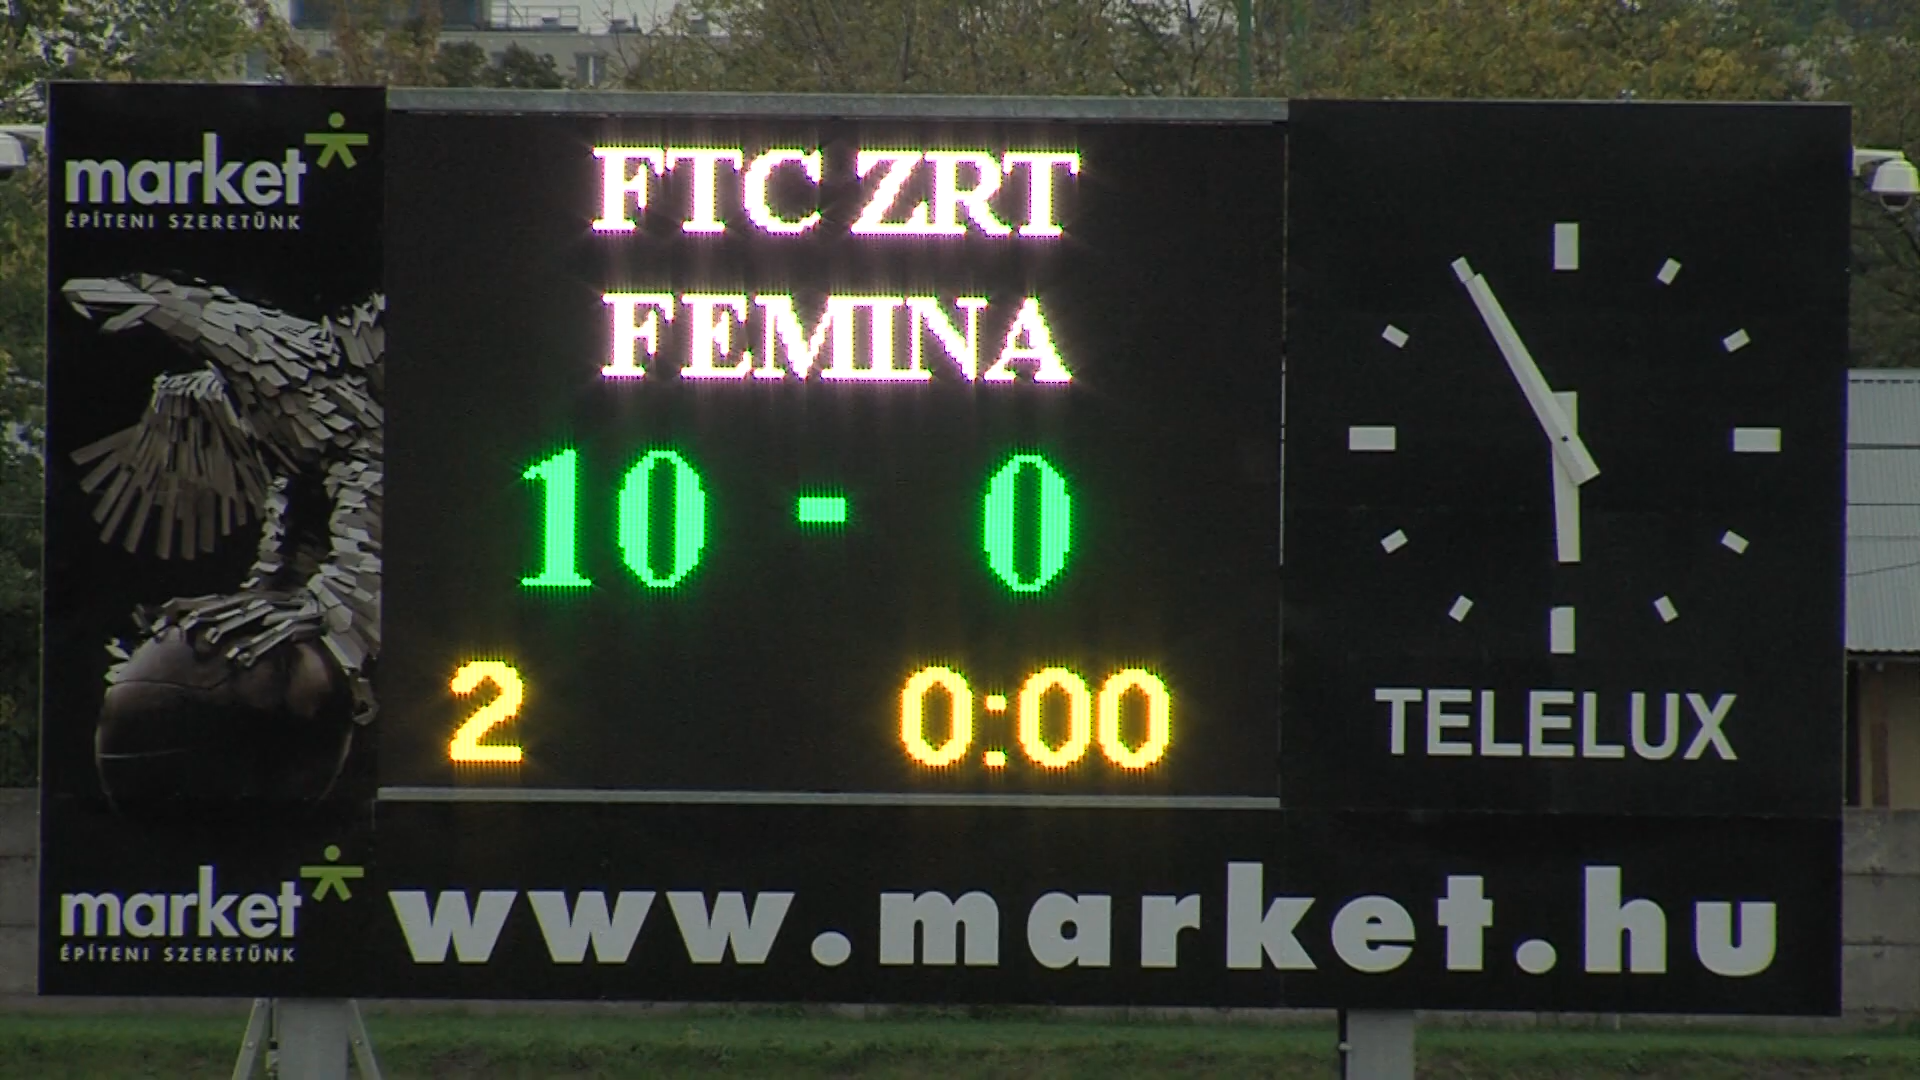 market
ÉPÍTENI SZERETÜNK
FTC ZRT
FEMINA
10 - 0
2 0:00
TELELUX
market
ÉPÍTENI SZERETÜNK
www.market.hu